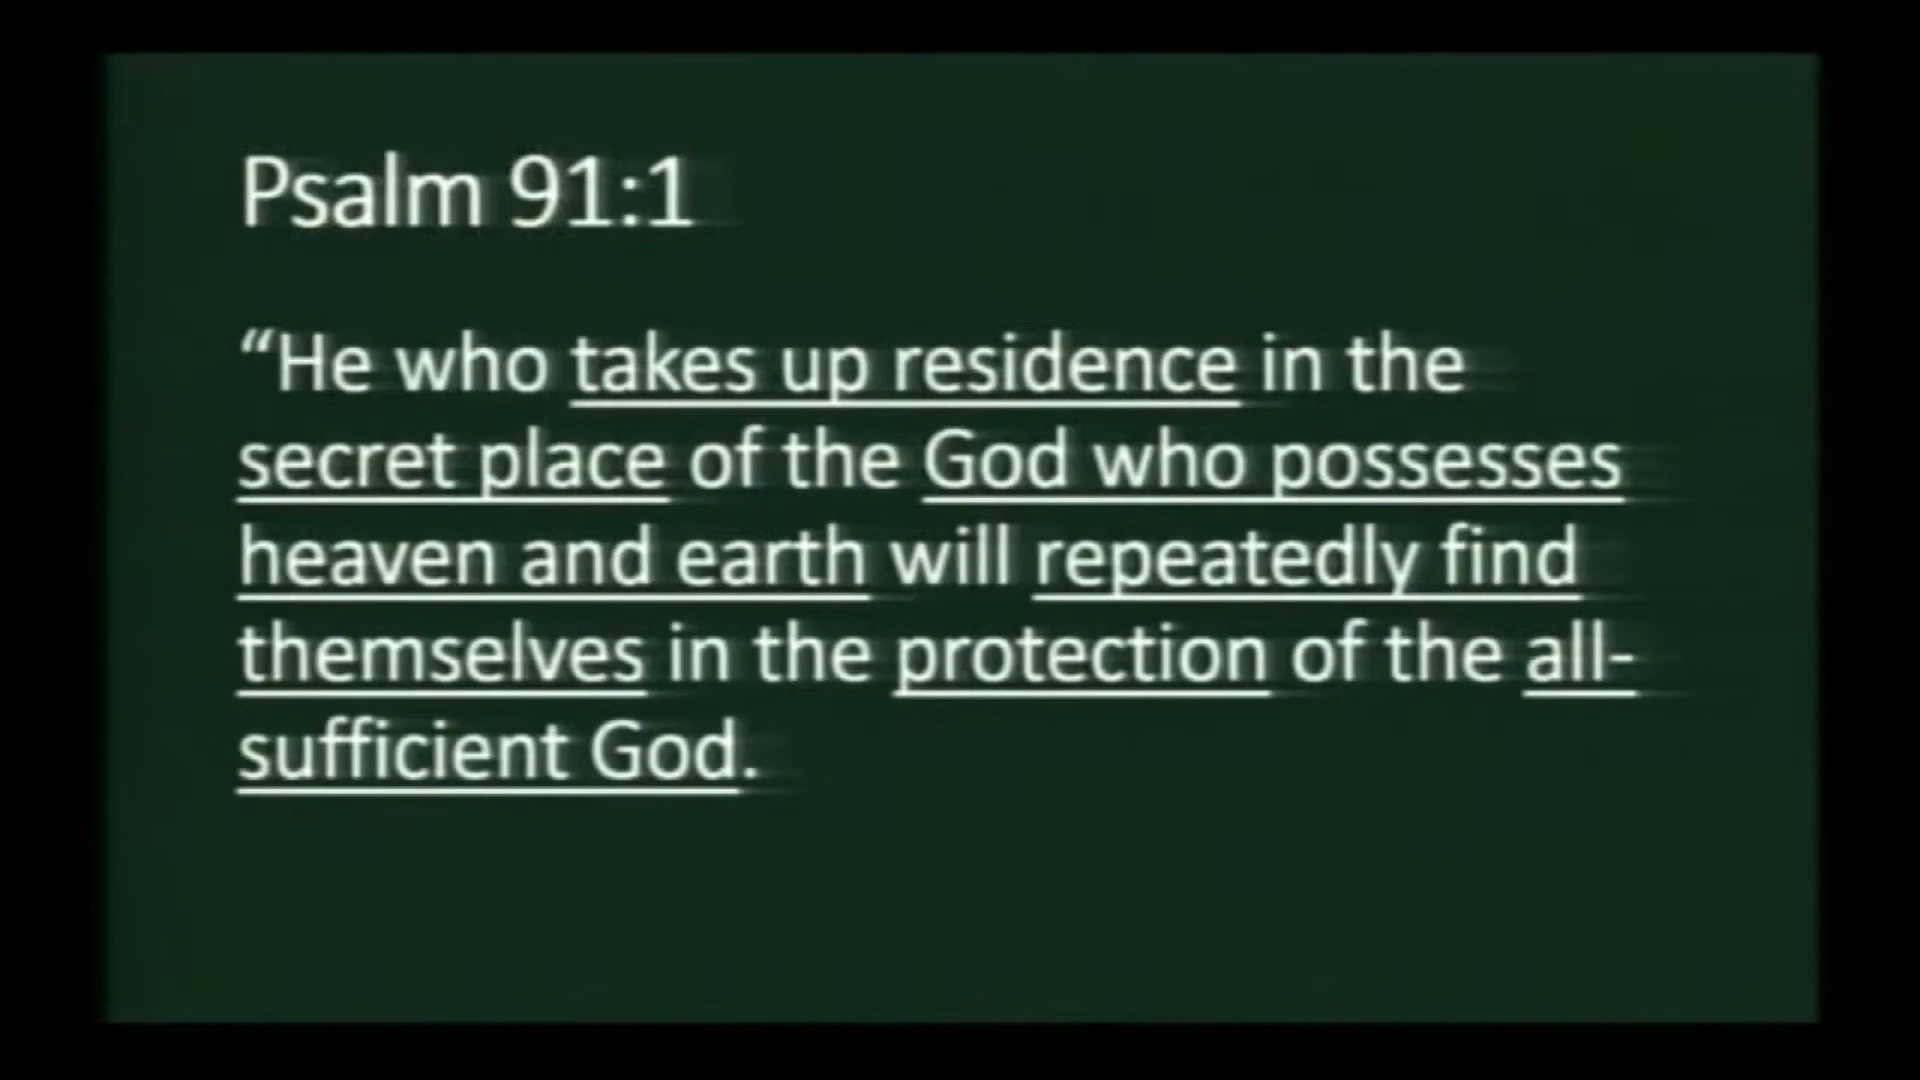 Psalm 91:1
“He who takes up residence in the
secret place of the God who possesses
heaven and earth will repeatedly find
themselves in the protection of the all-
sufficient God.